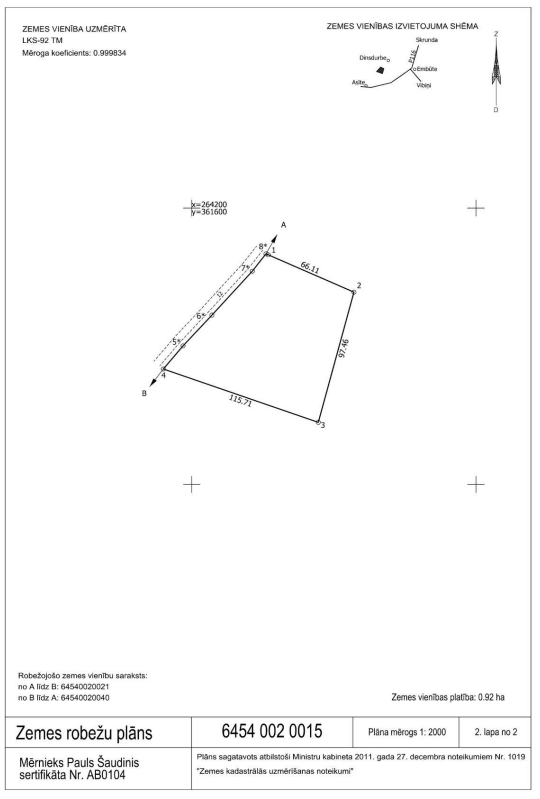 ZEMES VIENĪBA UZMĒRĪTA
LKS-92 TM
Mēroga koeficients: 0.999834
ZEMES VIENĪBAS IZVIETOJUMA SHĒMA
Skrunda
Z
Dinsdurbe
P116
Embūte
Asīte
Vibiņi
D
x=264200
y=361600
A
8*
1
7*
66.11
2
12
6*
97.46
5*
4
B
115.71
3
Robežojošo zemes vienību saraksts:
no A līdz B: 64540020021
no B līdz A: 64540020040
Zemes vienības platība: 0.92 ha
Zemes robežu plāns
6454 002 0015
Plāna mērogs 1: 2000
2. lapa no 2
Mērnieks Pauls Šaudinis
sertifikāta Nr. AB0104
Plāns sagatavots atbilstoši Ministru kabineta 2011. gada 27. decembra noteikumiem Nr. 1019
"Zemes kadastrālās uzmērīšanas noteikumi"